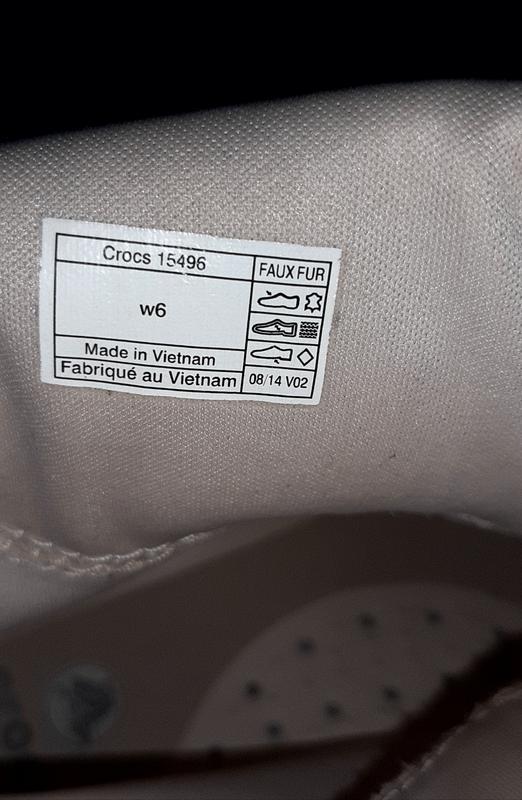 Crocs 15496
FAUX FUR
w6
Made in Vietnam
Fabriqué au Vietnam
08/14 V02